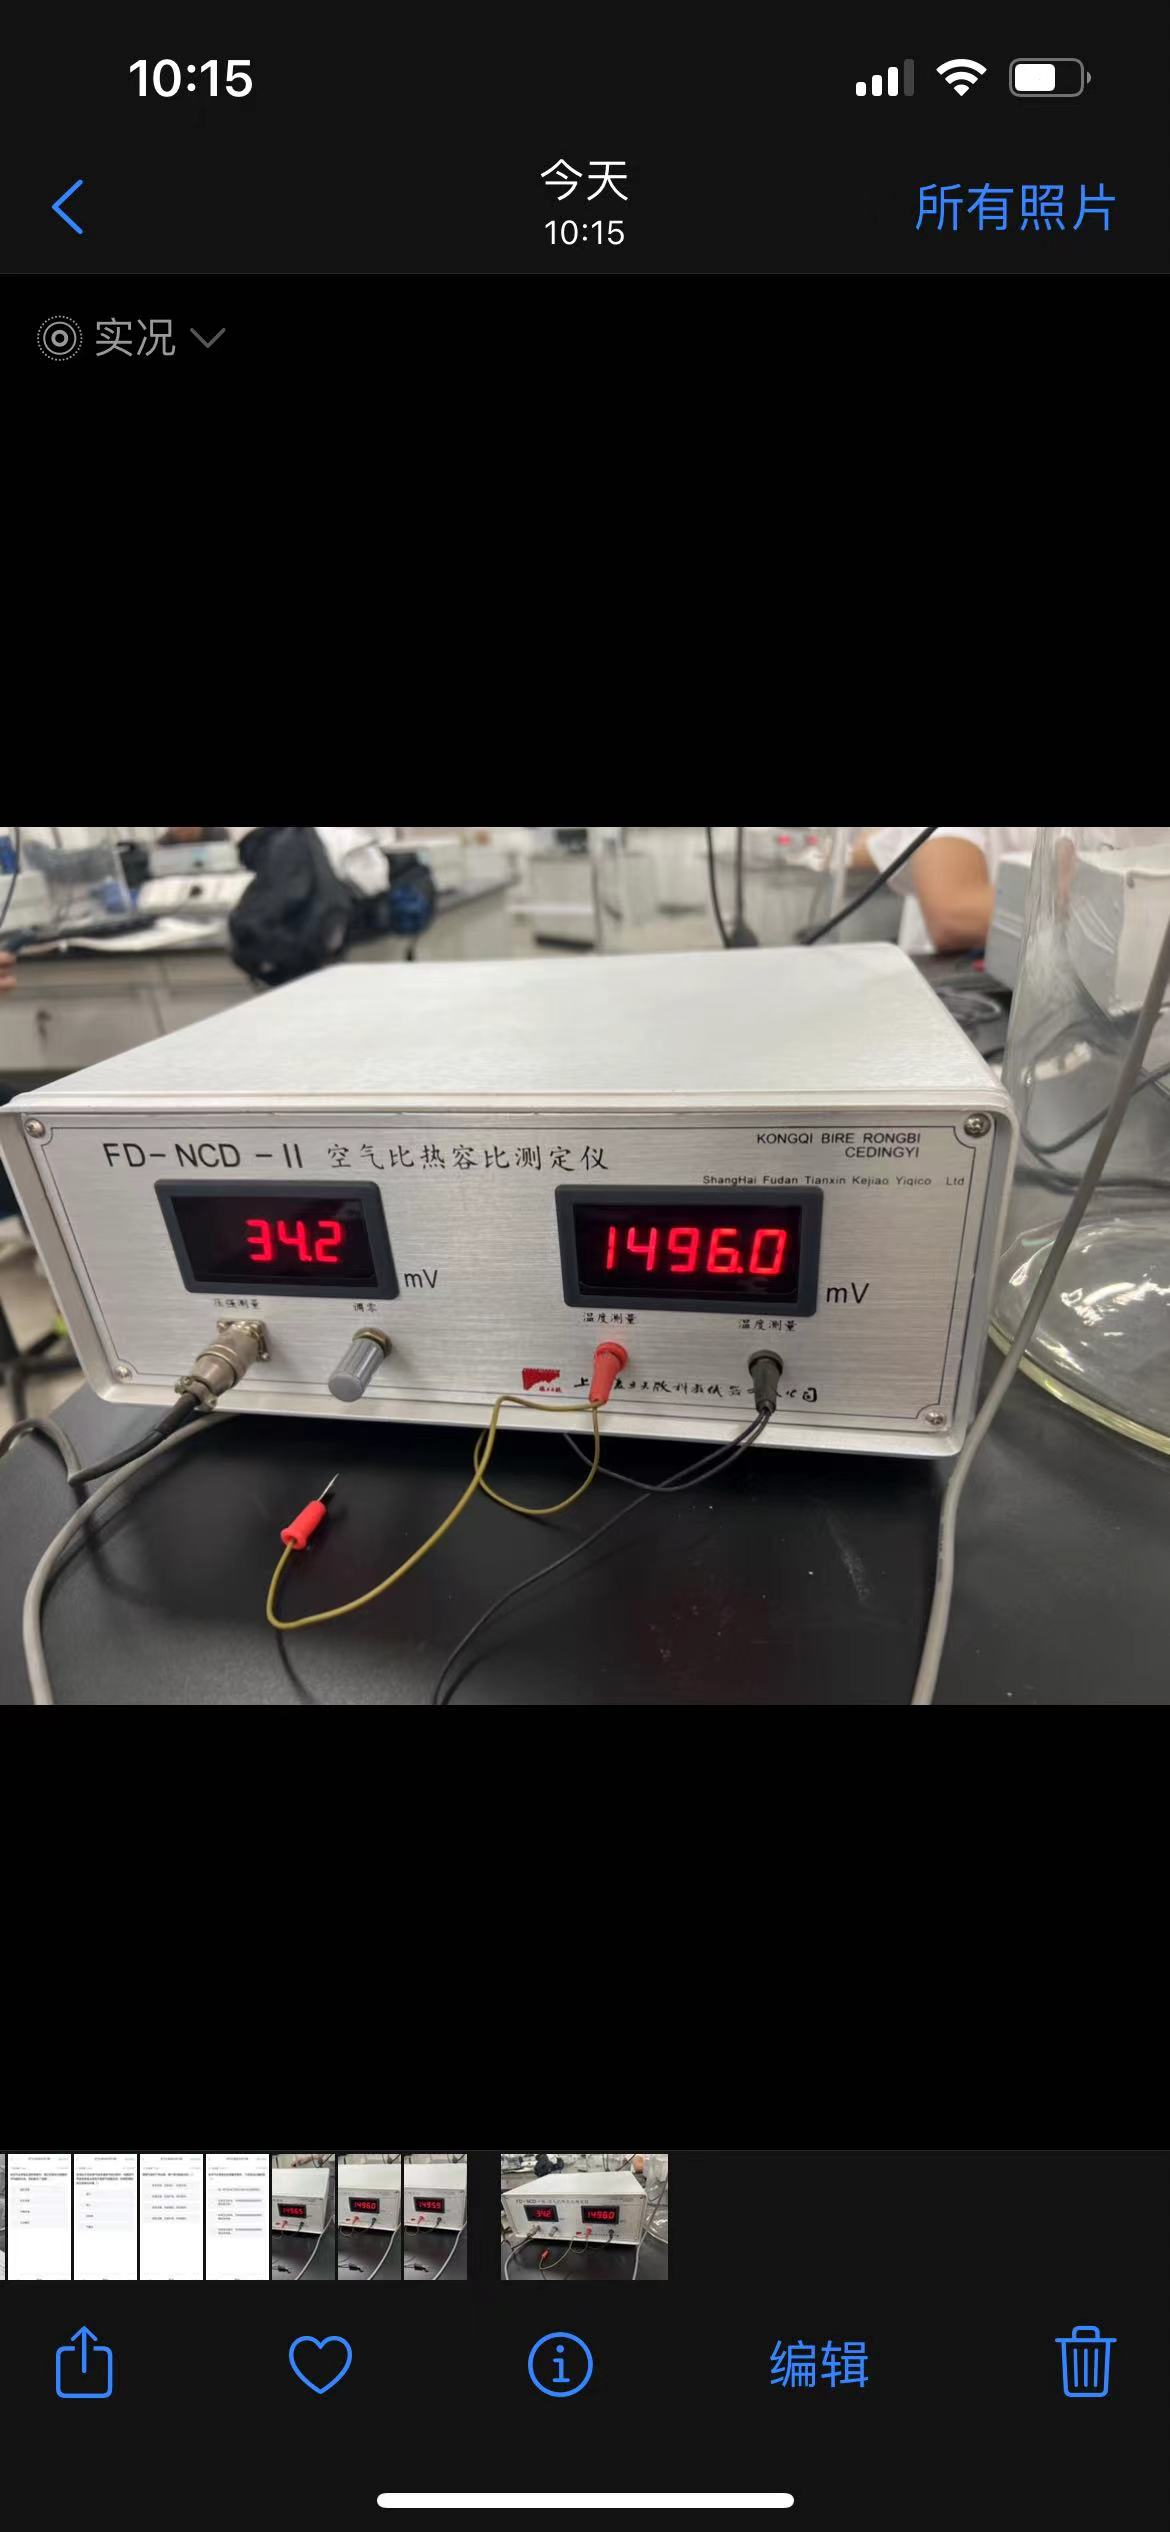 10:15
今天
10:15
所有照片
实况
FD-NCD-II 空气比热容比测定仪
KONGQI BIRE RONGBI
CEDINGYI
ShangHai Fudan Tianxin Kejiao Yiqico Ltd
34.2
mV
1496.0
mV
压强测量
调零
温度测量
温度测量
编辑